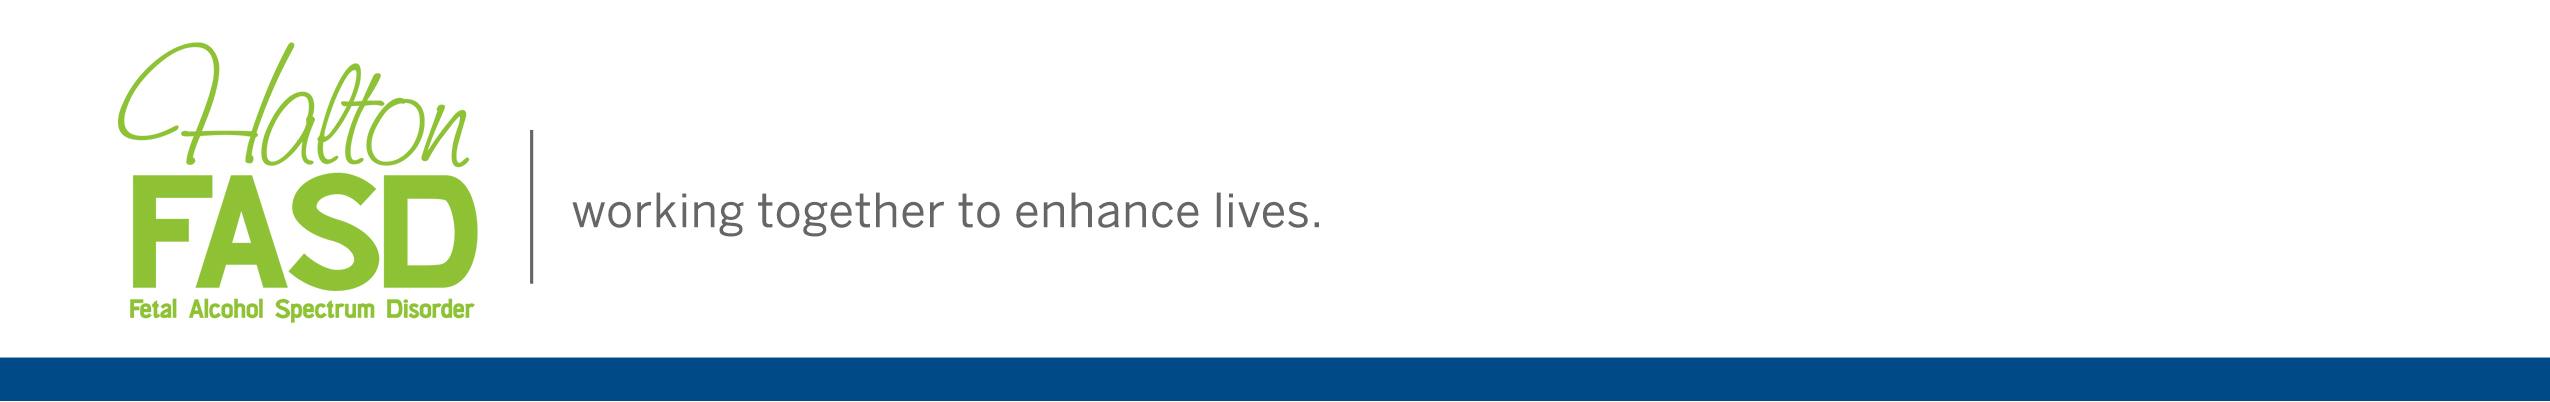 Halton
FASD
Fetal Alcohol Spectrum Disorder
working together to enhance lives.